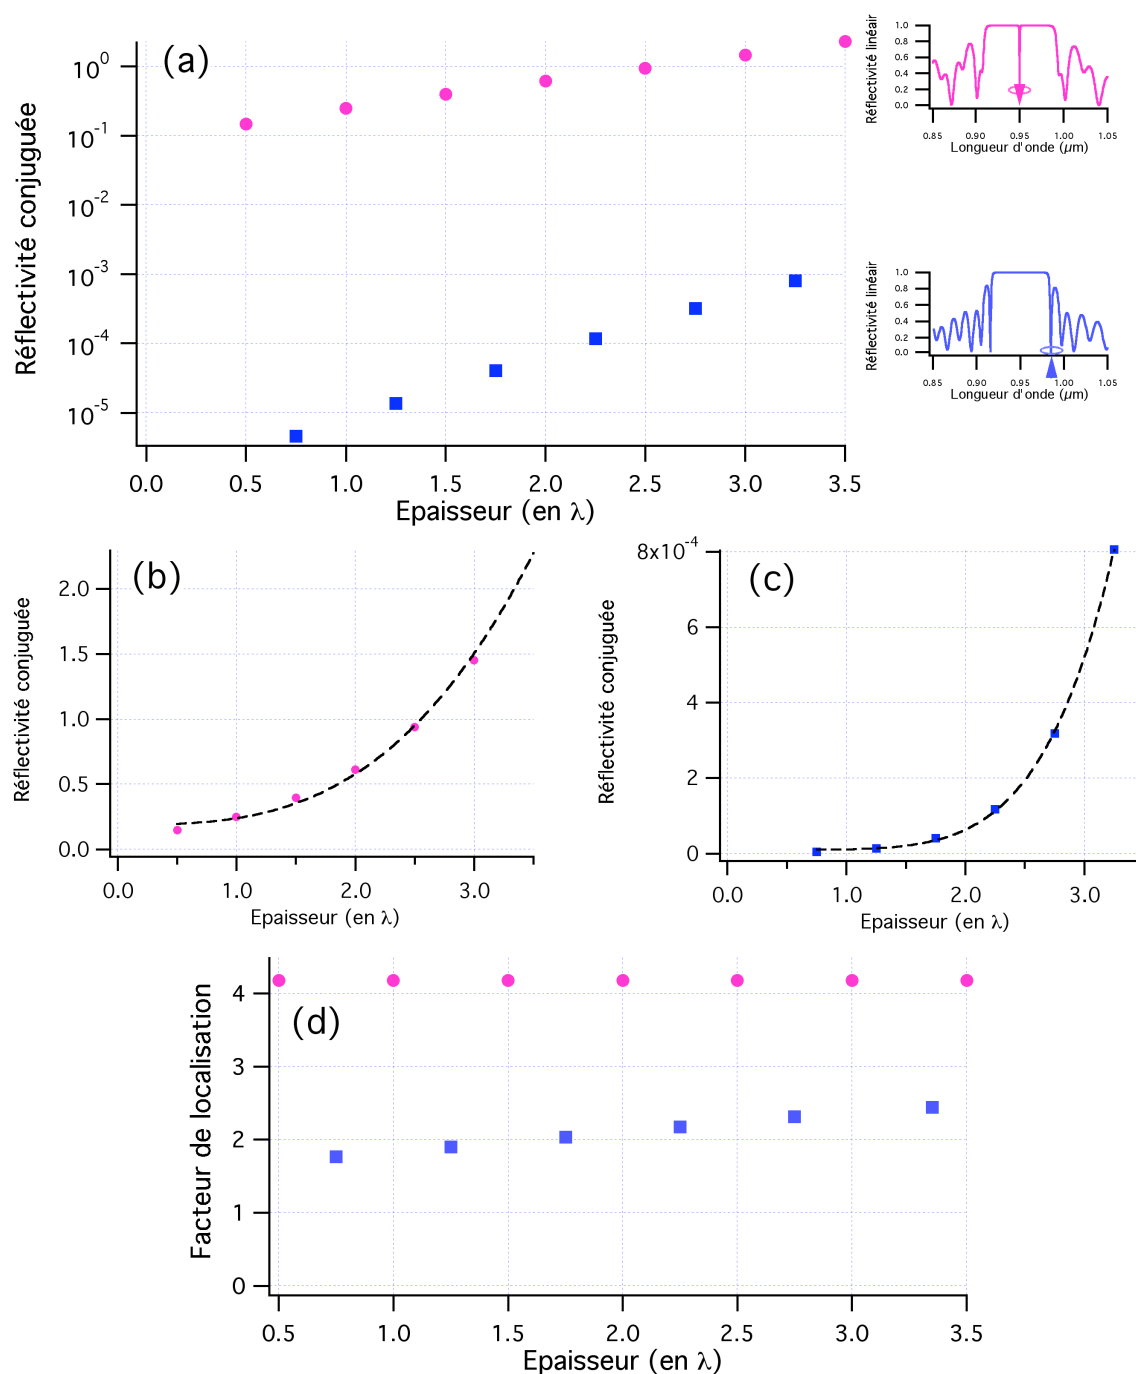 (a)
Réflectivité conjuguée
10^0
10^-1
10^-2
10^-3
10^-4
10^-5
0.0 0.5 1.0 1.5 2.0 2.5 3.0 3.5
Epaisseur (en λ)
Réflectivité linéair
1.0
0.8
0.6
0.4
0.2
0.0
0.85 0.90 0.95 1.00 1.05
Longueur d'onde (µm)
Réflectivité linéair
1.0
0.8
0.6
0.4
0.2
0.0
0.85 0.90 0.95 1.00 1.05
Longueur d'onde (µm)
(b)
Réflectivité conjuguée
2.0
1.5
1.0
0.5
0.0
0.0 1.0 2.0 3.0
Epaisseur (en λ)
(c)
Réflectivité conjuguée
8x10^-4
6
4
2
0
0.0 1.0 2.0 3.0
Epaisseur (en λ)
(d)
Facteur de localisation
4
3
2
1
0
0.5 1.0 1.5 2.0 2.5 3.0 3.5
Epaisseur (en λ)